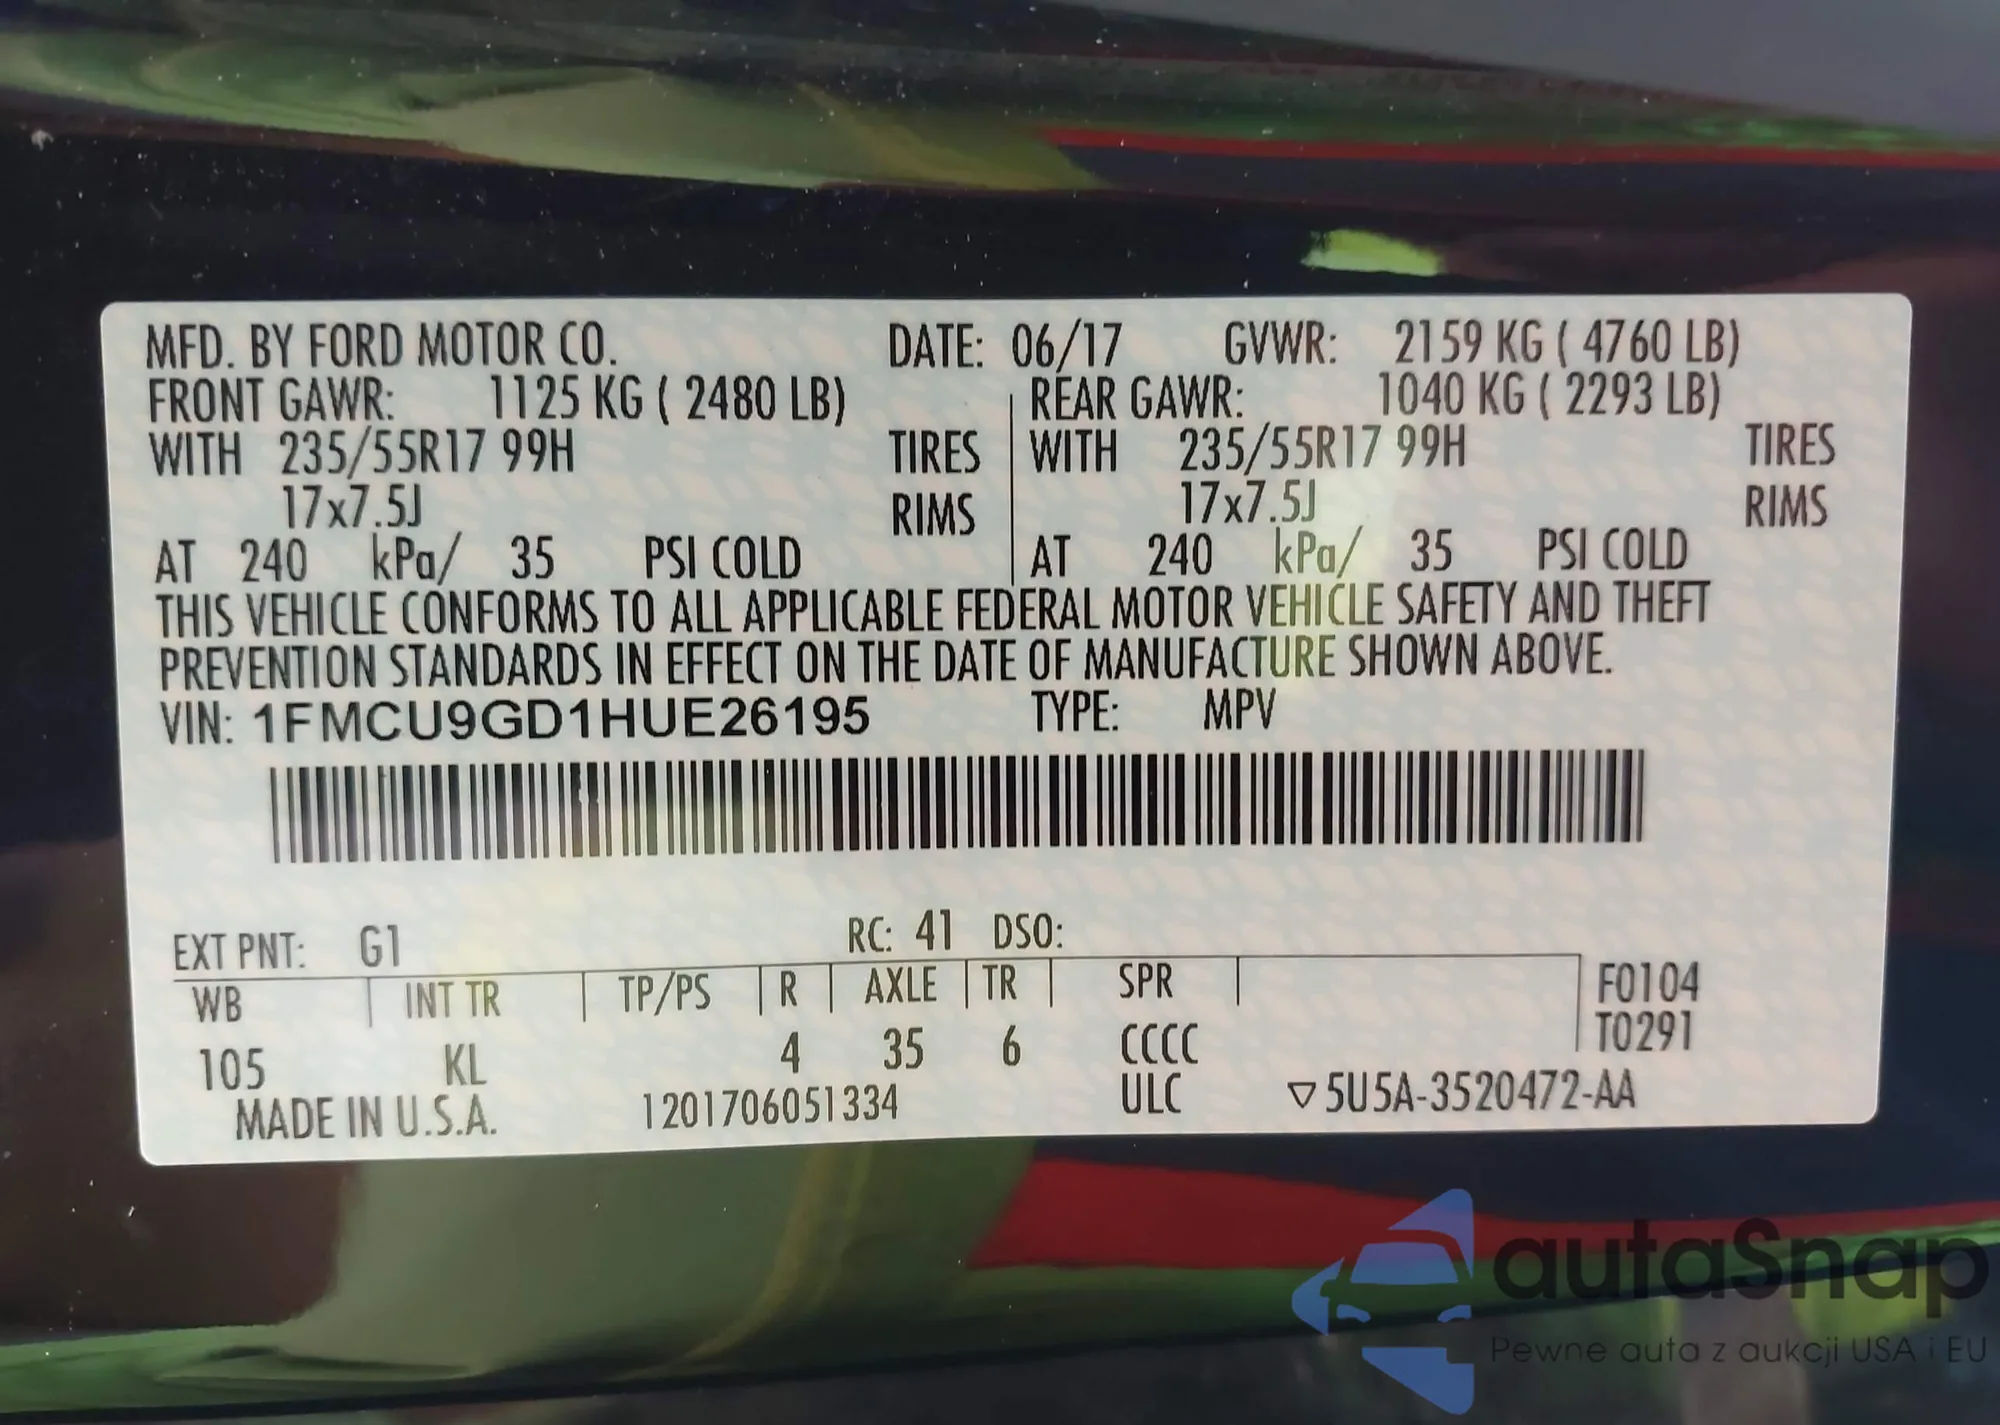 MFD. BY FORD MOTOR CO. DATE: 06/17 GVWR: 2159 KG ( 4760 LB)
FRONT GAWR: 1125 KG ( 2480 LB) REAR GAWR: 1040 KG ( 2293 LB)
WITH 235/55R17 99H TIRES WITH 235/55R17 99H TIRES
17x7.5J RIMS 17x7.5J RIMS
AT 240 kPa/ 35 PSI COLD AT 240 kPa/ 35 PSI COLD
THIS VEHICLE CONFORMS TO ALL APPLICABLE FEDERAL MOTOR VEHICLE SAFETY AND THEFT
PREVENTION STANDARDS IN EFFECT ON THE DATE OF MANUFACTURE SHOWN ABOVE.
VIN: 1FMCU9GD1HUE26195 TYPE: MPV
EXT PNT: G1 RC: 41 DSO:
WB INT TR TP/PS R AXLE TR SPR F0104
T0291
105 KL 4 35 6 CCCC
MADE IN U.S.A. 1201706051334 ULC ▽5U5A-3520472-AA
autaSnap
Pewne auta z aukcji USA i EU